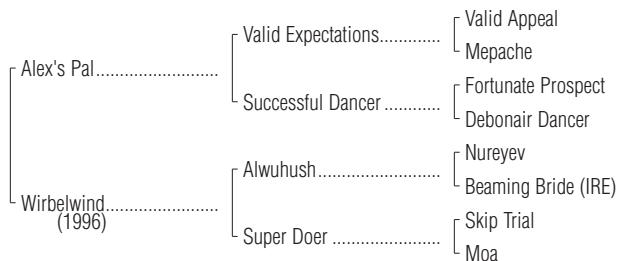 Valid Appeal
Valid Expectations.............
Mepache
Alex's Pal..........................
Fortunate Prospect
Successful Dancer ............
Debonair Dancer
Nureyev
Alwuhush..........................
Beaming Bride (IRE)
Wirbelwind........................
(1996)
Skip Trial
Super Doer .......................
Moa